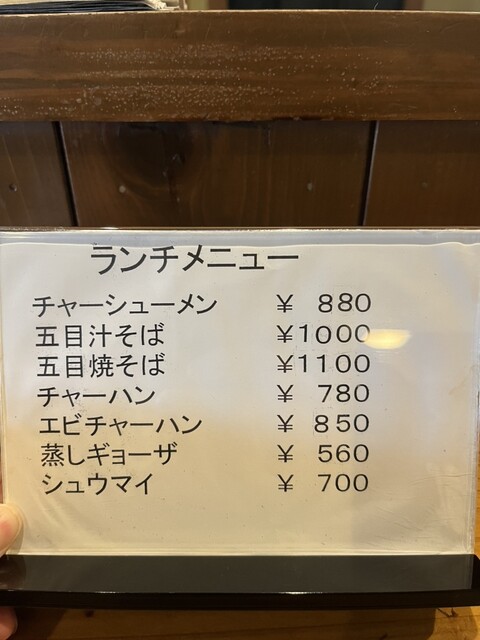 ランチメニュー
チャーシューメン ¥ 880
五目汁そば ¥1000
五目焼そば ¥1100
チャーハン ¥ 780
エビチャーハン ¥ 850
蒸しギョーザ ¥ 560
シュウマイ ¥ 700